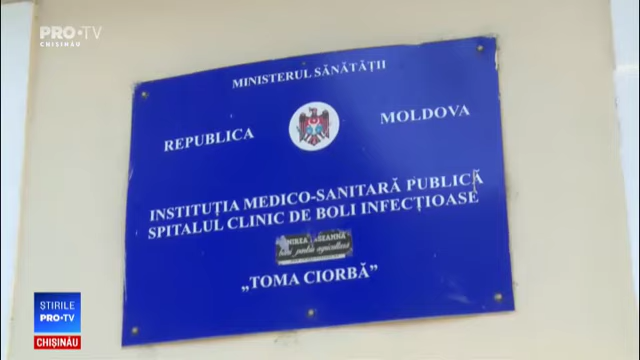 PRO•TV
CHIȘINĂU
MINISTERUL SĂNĂTĂȚII
REPUBLICA MOLDOVA
INSTITUȚIA MEDICO-SANITARĂ PUBLICĂ
SPITALUL CLINIC DE BOLI INFECȚIOASE
„TOMA CIORBĂ”
ȘTIRILE
PRO•TV
CHIȘINĂU